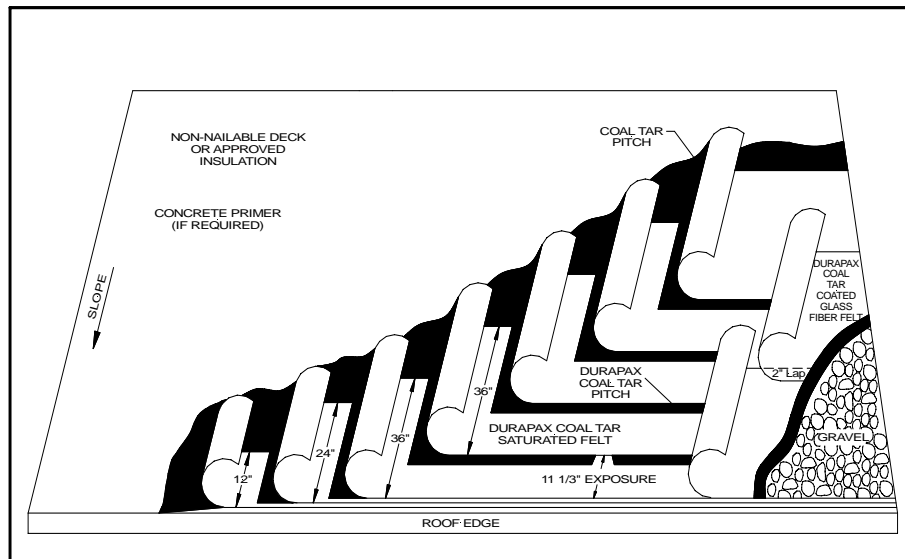 NON-NAILABLE DECK
OR APPROVED
INSULATION
COAL TAR
PITCH
CONCRETE PRIMER
(IF REQUIRED)
SLOPE
DURAPAX
COAL
TAR
COATED
GLASS
FIBER FELT
2" Lap
DURAPAX
COAL TAR
PITCH
36"
DURAPAX COAL TAR
SATURATED FELT
GRAVEL
36"
24"
12"
11 1/3" EXPOSURE
ROOF EDGE